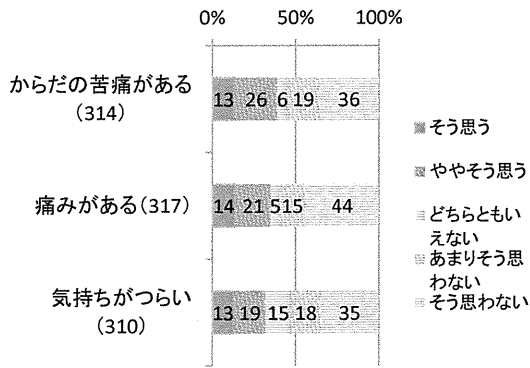 0% 50% 100%
からだの苦痛がある
(314)
13 26 6 19 36
痛みがある(317)
14 21 5 15 44
気持ちがつらい
(310)
13 19 15 18 35
そう思う
ややそう思う
どちらともい
えない
あまりそう思
わない
そう思わない